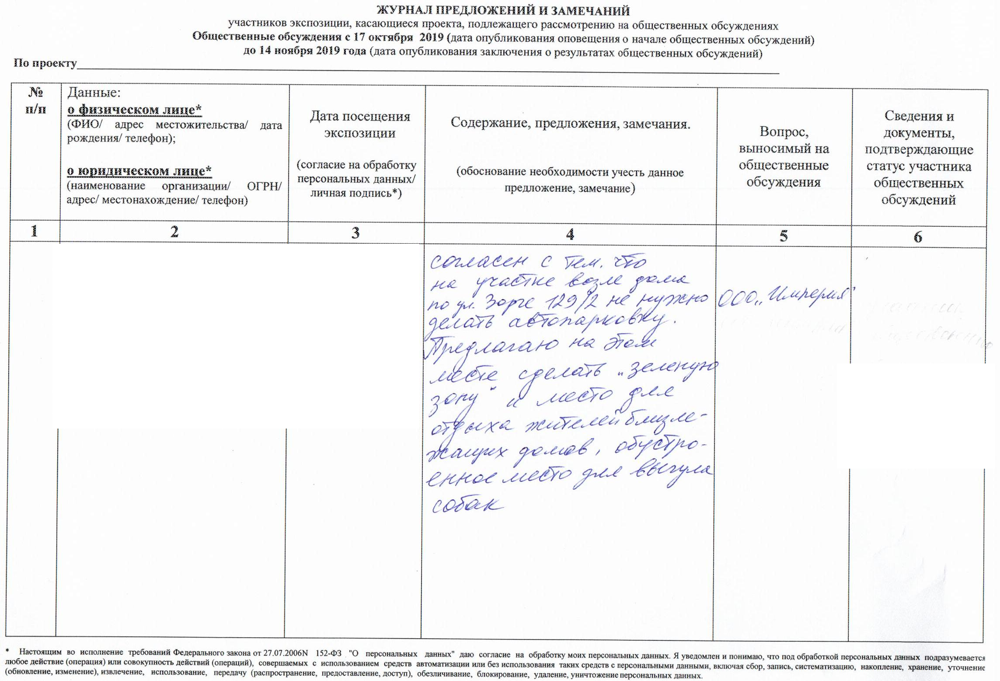 ЖУРНАЛ ПРЕДЛОЖЕНИЙ И ЗАМЕЧАНИЙ
участников экспозиции, касающиеся проекта, подлежащего рассмотрению на общественных обсуждениях
Общественные обсуждения с 17 октября 2019 (дата опубликования оповещения о начале общественных обсуждений)
до 14 ноября 2019 года (дата опубликования заключения о результатах общественных обсуждений)
По проекту
№
п/п
Данные:
о физическом лице*
(ФИО/ адрес местожительства/ дата
рождения/ телефон);
о юридическом лице*
(наименование организации/ ОГРН/
адрес/ местонахождение/ телефон)
Дата посещения
экспозиции
(согласие на обработку
персональных данных/
личная подпись*)
Содержание, предложения, замечания.
(обоснование необходимости учесть данное
предложение, замечание)
Вопрос,
выносимый на
общественные
обсуждения
Сведения и
документы,
подтверждающие
статус участника
общественных
обсуждений
1 2 3 4 5 6
согласен с тем. что
на участке возле дома
по ул. Зорге 129/2 не нужно
делать автопарковку.
Предлагаю на этом
месте сделать „зеленую
зону" и место для
отдыха жителей близле-
жащих домов, обустро-
енное место для выгула
собак
ООО „Империя"
* Настоящим во исполнение требований Федерального закона от 27.07.2006N 152-ФЗ "О персональных данных" даю согласие на обработку моих персональных данных. Я уведомлен и понимаю, что под обработкой персональных данных подразумевается
любое действие (операция) или совокупность действий (операций), совершаемых с использованием средств автоматизации или без использования таких средств с персональными данными, включая сбор, запись, систематизацию, накопление, хранение, уточнение
(обновление, изменение), извлечение, использование, передачу (распространение, предоставление, доступ), обезличивание, блокирование, удаление, уничтожение персональных данных.